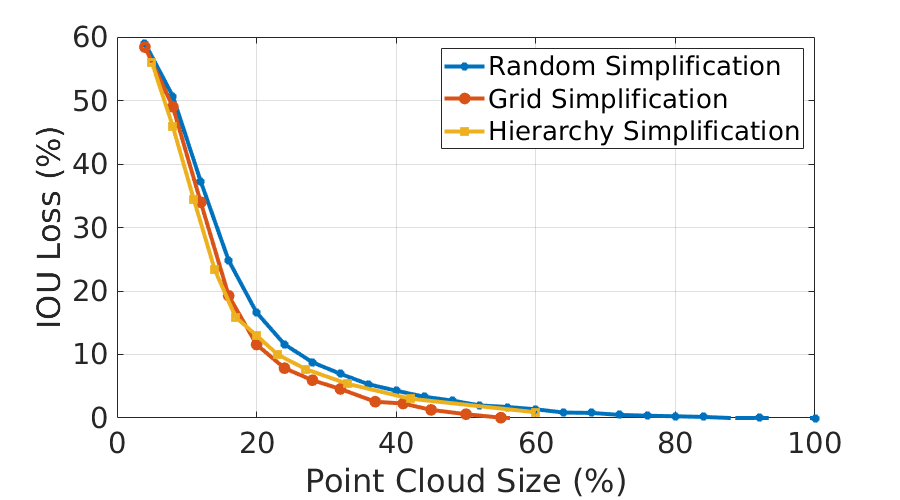 60
50
40
30
20
10
0
IOU Loss (%)
Random Simplification
Grid Simplification
Hierarchy Simplification
0 20 40 60 80 100
Point Cloud Size (%)